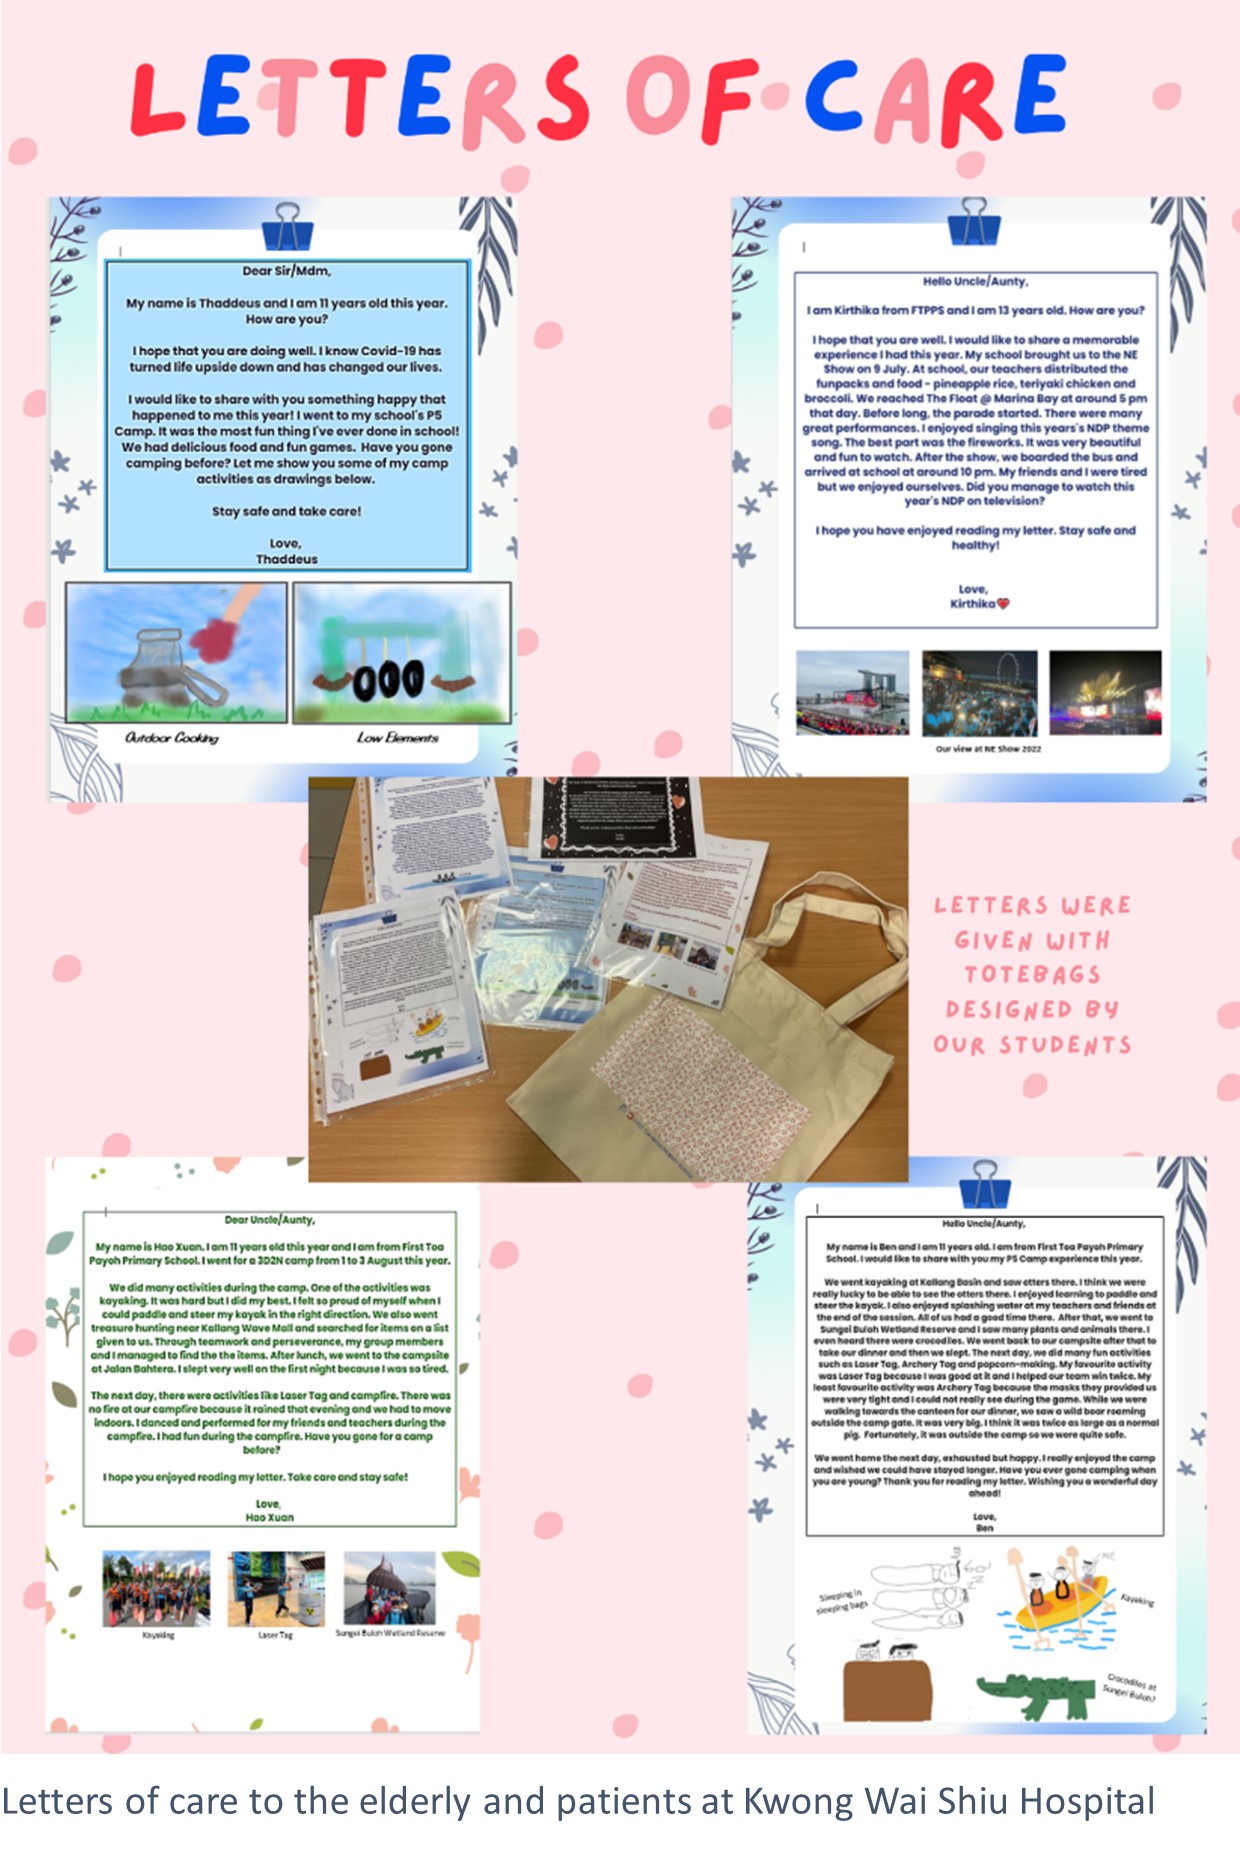 LETTERS OF CARE
Dear Sir/Mdm,
My name is Thaddeus and I am 11 years old this year.
How are you?
I hope that you are doing well. I know Covid-19 has
turned life upside down and has changed our lives.
I would like to share with you something happy that
happened to me this year! I went to my school's P5
Camp. It was the most fun thing I've ever done in school!
We had delicious food and fun games. Have you gone
camping before? Let me show you some of my camp
activities as drawings below.
Stay safe and take care!
Love,
Thaddeus
Outdoor Cooking
Low Elements
Hello Uncle/Aunty,
I am Kirthika from FTPPS and I am 13 years old. How are you?
I hope that you are well. I would like to share a memorable
experience I had this year. My school brought us to the NE
Show on 9 July. At school, our teachers distributed the
funpacks and food - pineapple rice, teriyaki chicken and
broccoli. We reached The Float @ Marina Bay at around 5 pm
that day. Before long, the parade started. There were many
great performances. I enjoyed singing this years's NDP theme
song. The best part was the fireworks. It was very beautiful
and fun to watch. After the show, we boarded the bus and
arrived at school at around 10 pm. My friends and I were tired
but we enjoyed ourselves. Did you manage to watch this
year's NDP on television?
I hope you have enjoyed reading my letter. Stay safe and
healthy!
Love,
Kirthika
Our view at NE Show 2022
LETTERS WERE
GIVEN WITH
TOTEBAGS
DESIGNED BY
OUR STUDENTS
Dear Uncle/Aunty,
My name is Hao Xuan. I am 11 years old this year and I am from First Toa
Payoh Primary School. I went for a 3D2N camp from 1 to 3 August this year.
We did many activities during the camp. One of the activities was
kayaking. It was hard but I did my best. I felt so proud of myself when I
could paddle and steer my kayak in the right direction. We also went
treasure hunting near Kallang Wave Mall and searched for items on a list
given to us. Through teamwork and perseverance, my group members
and I managed to find the the items. After lunch, we went to the campsite
at Jalan Bahtera. I slept very well on the first night because I was so tired.
The next day, there were activities like Laser Tag and campfire. There was
no fire at our campfire because it rained that evening and we had to move
indoors. I danced and performed for my friends and teachers during the
campfire. I had fun during the campfire. Have you gone for a camp
before?
I hope you enjoyed reading my letter. Take care and stay safe!
Love,
Hao Xuan
Kayaking
Laser Tag
Sungei Buloh Wetland Reserve
Hello Uncle/Aunty,
My name is Ben and I am 11 years old. I am from First Toa Payoh Primary
School. I would like to share with you my P5 Camp experience this year.
We went kayaking at Kallang Basin and saw otters there. I think we were
really lucky to be able to see the otters there. I enjoyed learning to paddle and
steer the kayak. I also enjoyed splashing water at my teachers and friends at
the end of the session. All of us had a good time there. After that, we went to
Sungei Buloh Wetland Reserve and I saw many plants and animals there. I
even heard there were crocodiles. We went back to our campsite after that to
take our dinner and then we slept. The next day, we did many fun activities
such as Laser Tag, Archery Tag and popcorn-making. My favourite activity
was Laser Tag because I was good at it and I helped our team win twice. My
least favourite activity was Archery Tag because the masks they provided us
were very tight and I could not really see during the game. While we were
walking towards the canteen for our dinner, we saw a wild boar roaming
outside the camp gate. It was very big. I think it was twice as large as a normal
pig. Fortunately, it was outside the camp so we were quite safe.
We went home the next day, exhausted but happy. I really enjoyed the camp
and wished we could have stayed longer. Have you ever gone camping when
you are young? Thank you for reading my letter. Wishing you a wonderful day
ahead!
Love,
Ben
Sleeping in
sleeping bags
ME
Kayaking
Crocodiles at
Sungei Buloh?
Letters of care to the elderly and patients at Kwong Wai Shiu Hospital